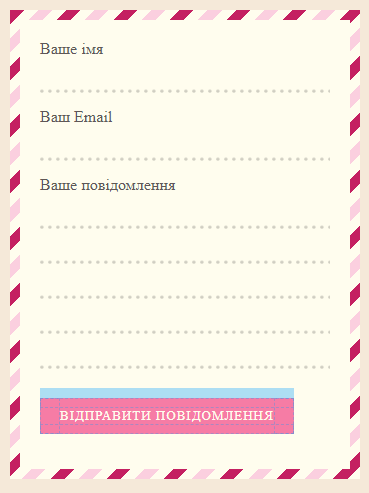 Ваше імя
Ваш Email
Ваше повідомлення
ВІДПРАВИТИ ПОВІДОМЛЕННЯ